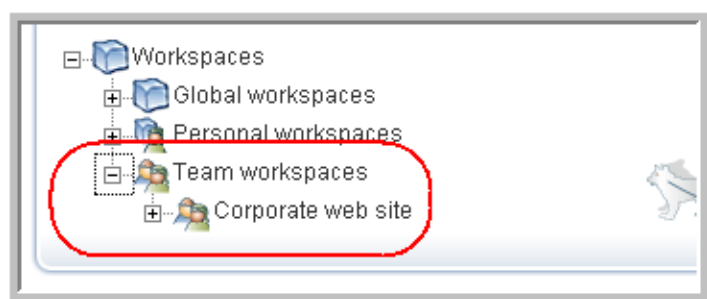 Workspaces
Global workspaces
Personal workspaces
Team workspaces
Corporate web site